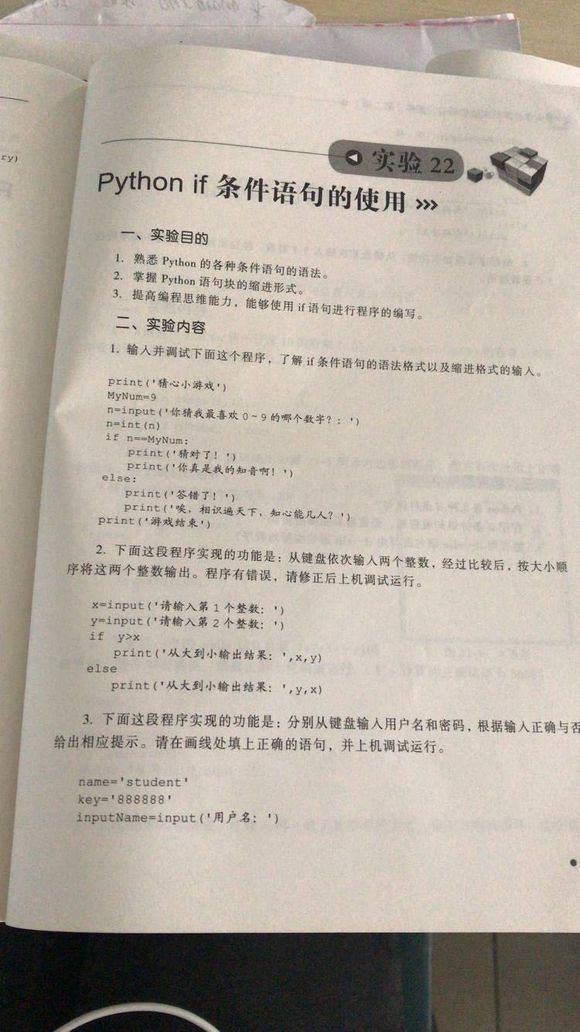 ry)
实验 22
Python if 条件语句的使用 >>>
一、实验目的
1. 熟悉 Python 的各种条件语句的语法。
2. 掌握 Python 语句块的缩进形式。
3. 提高编程思维能力，能够使用 if 语句进行程序的编写。
二、实验内容
1. 输入并调试下面这个程序，了解 if 条件语句的语法格式以及缩进格式的输入。
print('猜心小游戏')
MyNum=9
n=input('你猜我最喜欢 0～9 的哪个数字？：')
n=int(n)
if n==MyNum:
print('猜对了！')
print('你真是我的知音啊！')
else:
print('答错了！')
print('唉，相识遍天下，知心能几人？')
print('游戏结束')
2. 下面这段程序实现的功能是：从键盘依次输入两个整数，经过比较后，按大小顺
序将这两个整数输出。程序有错误，请修正后上机调试运行。
x=input('请输入第 1 个整数：')
y=input('请输入第 2 个整数：')
if y>x
print('从大到小输出结果：',x,y)
else
print('从大到小输出结果：',y,x)
3. 下面这段程序实现的功能是：分别从键盘输入用户名和密码，根据输入正确与否
给出相应提示。请在画线处填上正确的语句，并上机调试运行。
name='student'
key='888888'
inputName=input('用户名：')